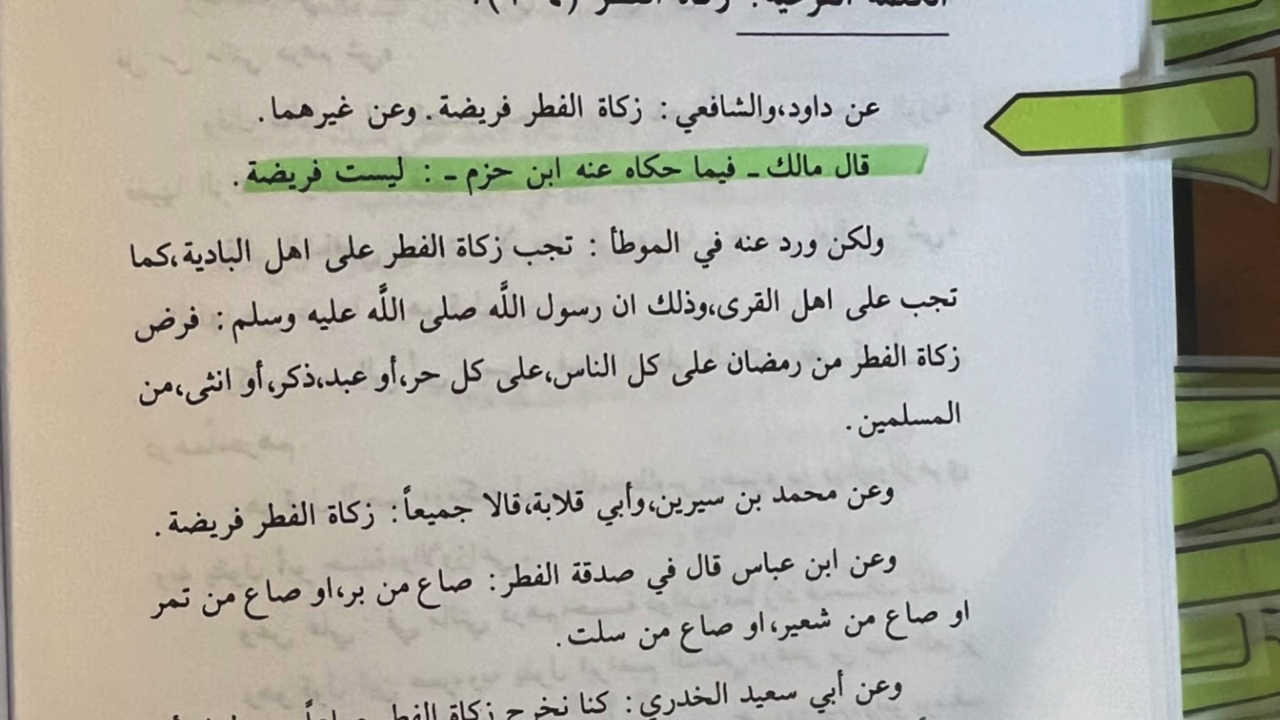 عن داود،والشافعي: زكاة الفطر فريضة. وعن غيرهما.
قال مالك ـ فيما حكاه عنه ابن حزم ـ : ليست فريضة.
ولكن ورد عنه في الموطأ : تجب زكاة الفطر على اهل البادية،كما
تجب على اهل القرى،وذلك ان رسول اللَّه صلى اللَّه عليه وسلم : فرض
زكاة الفطر من رمضان على كل الناس،على كل حر،أو عبد،ذكر،أو انثى،من
المسلمين.
وعن محمد بن سيرين،وأبي قلابة،قالا جميعاً: زكاة الفطر فريضة.
وعن ابن عباس قال في صدقة الفطر: صاع من بر،او صاع من تمر
او صاع من شعير،او صاع من سلت.
وعن أبي سعيد الخدري: كنا نخرج زكاة الفطر